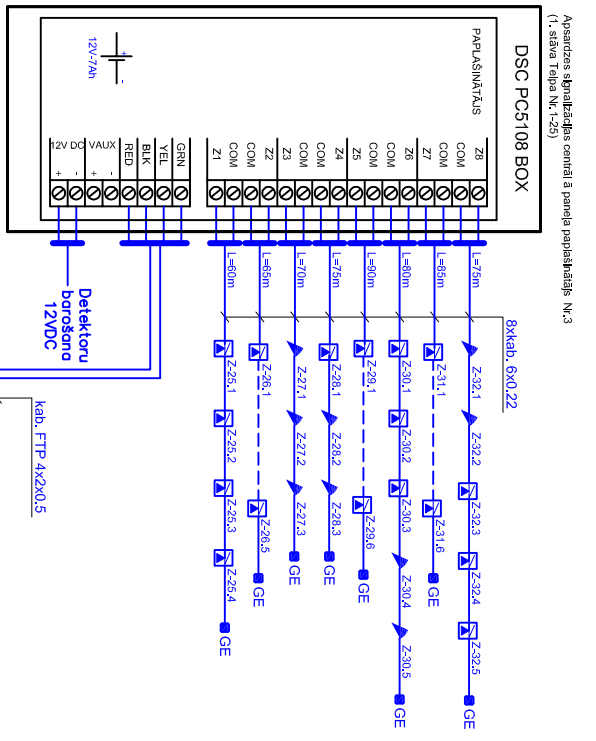 Apsardzes signalizācijas centrāl ā paneļa paplašinātājs Nr.3
(1. stāva Telpa Nr.1-25)
DSC PC5108 BOX
PAPLAŠINĀTĀJS
12V-7Ah
+
-
Z8
COM
COM
Z7
Z6
COM
COM
Z5
Z4
COM
COM
Z3
Z2
COM
COM
Z1
GRN
YEL
BLK
RED
VAUX
-
+
12V DC
-
+
L=75m
L=85m
L=80m
L=90m
L=75m
L=70m
L=65m
L=60m
8xkab. 6x0.22
Z-32.1
Z-32.2
Z-32.3
Z-32.4
Z-32.5
GE
Z-31.1
Z-31.6
GE
Z-30.1
Z-30.2
Z-30.3
Z-30.4
Z-30.5
GE
Z-29.1
Z-29.6
GE
Z-28.1
Z-28.2
Z-28.3
GE
Z-27.1
Z-27.2
Z-27.3
GE
Z-26.1
Z-26.5
GE
Z-25.1
Z-25.2
Z-25.3
Z-25.4
GE
Detektoru
barošana
12VDC
kab. FTP 4x2x0.5